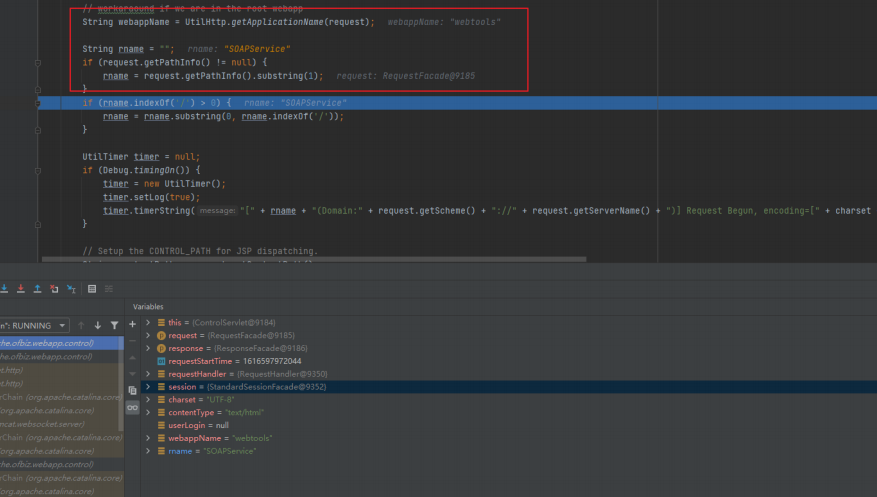 // workaround if we are in the root webapp
String webappName = UtilHttp.getApplicationName(request); webappName: "webtools"
String rname = ""; rname: "SOAPService"
if (request.getPathInfo() != null) {
rname = request.getPathInfo().substring(1); request: RequestFacade@9185
}
if (rname.indexOf('/') > 0) { rname: "SOAPService"
rname = rname.substring(0, rname.indexOf('/'));
}
UtilTimer timer = null;
if (Debug.timingOn()) {
timer = new UtilTimer();
timer.setLog(true);
timer.timerString( message: "[" + rname + "(Domain:" + request.getScheme() + "://" + request.getServerName() + ")] Request Begun, encoding=[" + charset
}
// Setup the CONTROL_PATH for JSP dispatching.
Variables
n": RUNNING
che.ofbiz.webapp.control)
he.ofbiz.webapp.control)
et.http)
et.http)
rChain (org.apache.catalina.core)
(org.apache.catalina.core)
mcat.websocket.server)
rChain (org.apache.catalina.core)
(org.apache.catalina.core)
che.ofbiz.webapp.control)
rChain (org.apache.catalina.core)
(org.apache.catalina.core)
this = {ControlServlet@9184}
request = {RequestFacade@9185}
response = {ResponseFacade@9186}
requestStartTime = 1616597972044
requestHandler = {RequestHandler@9350}
session = {StandardSessionFacade@9352}
charset = "UTF-8"
contentType = "text/html"
userLogin = null
webappName = "webtools"
rname = "SOAPService"